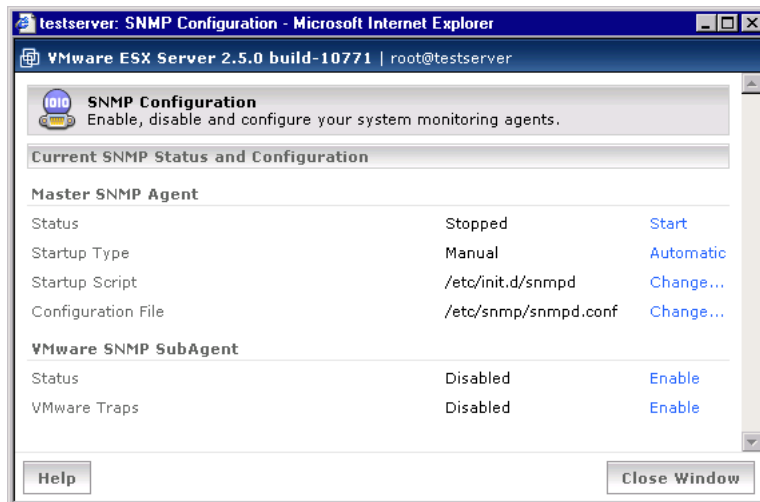 testserver: SNMP Configuration - Microsoft Internet Explorer
VMware ESX Server 2.5.0 build-10771 | root@testserver
SNMP Configuration
Enable, disable and configure your system monitoring agents.
Current SNMP Status and Configuration
Master SNMP Agent
Status Stopped Start
Startup Type Manual Automatic
Startup Script /etc/init.d/snmpd Change...
Configuration File /etc/snmp/snmpd.conf Change...
VMware SNMP SubAgent
Status Disabled Enable
VMware Traps Disabled Enable
Help Close Window